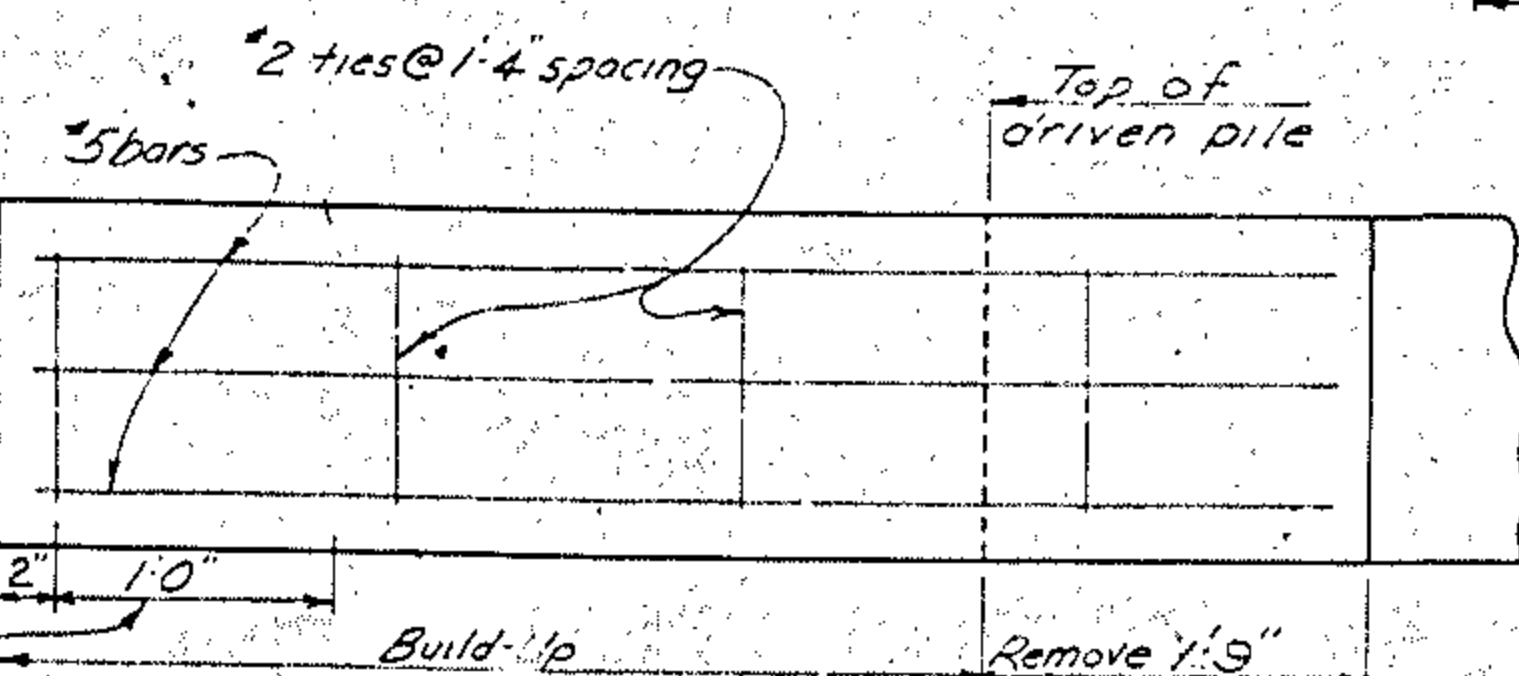 #2 ties@1'-4" spacing
Top of
driven pile
#5 bars
2"
1'-0"
Build-Up
Remove 1'-9"